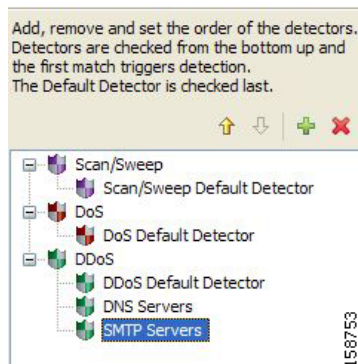 Add, remove and set the order of the detectors.
Detectors are checked from the bottom up and
the first match triggers detection.
The Default Detector is checked last.
Scan/Sweep
Scan/Sweep Default Detector
DoS
DoS Default Detector
DDoS
DDoS Default Detector
DNS Servers
SMTP Servers
158753